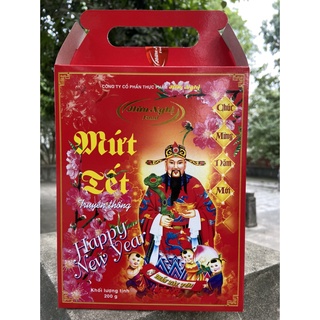 CÔNG TY CỔ PHẦN THỰC PHẨM
Mứt
Tết
Truyền thống
Happy
New Year
Chúc
Mừng
Năm
Mới
Khối lượng tịnh
200 g